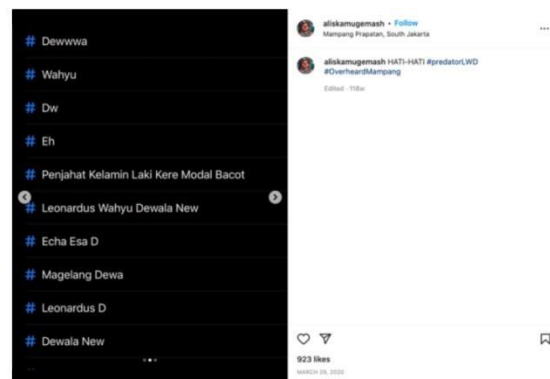 # Dewwwa
# Wahyu
# Dw
# Eh
# Penjahat Kelamin Laki Kere Modal Bacot
# Leonardus Wahyu Dewala New
# Echa Esa D
# Magelang Dewa
# Leonardus D
# Dewala New
aliskamugemash • Follow
Mampang Prapatan, South Jakarta
aliskamugemash HATI-HATI #predatorLWD
#OverheardMampang
Edited · 118w
923 likes
MARCH 29, 2020